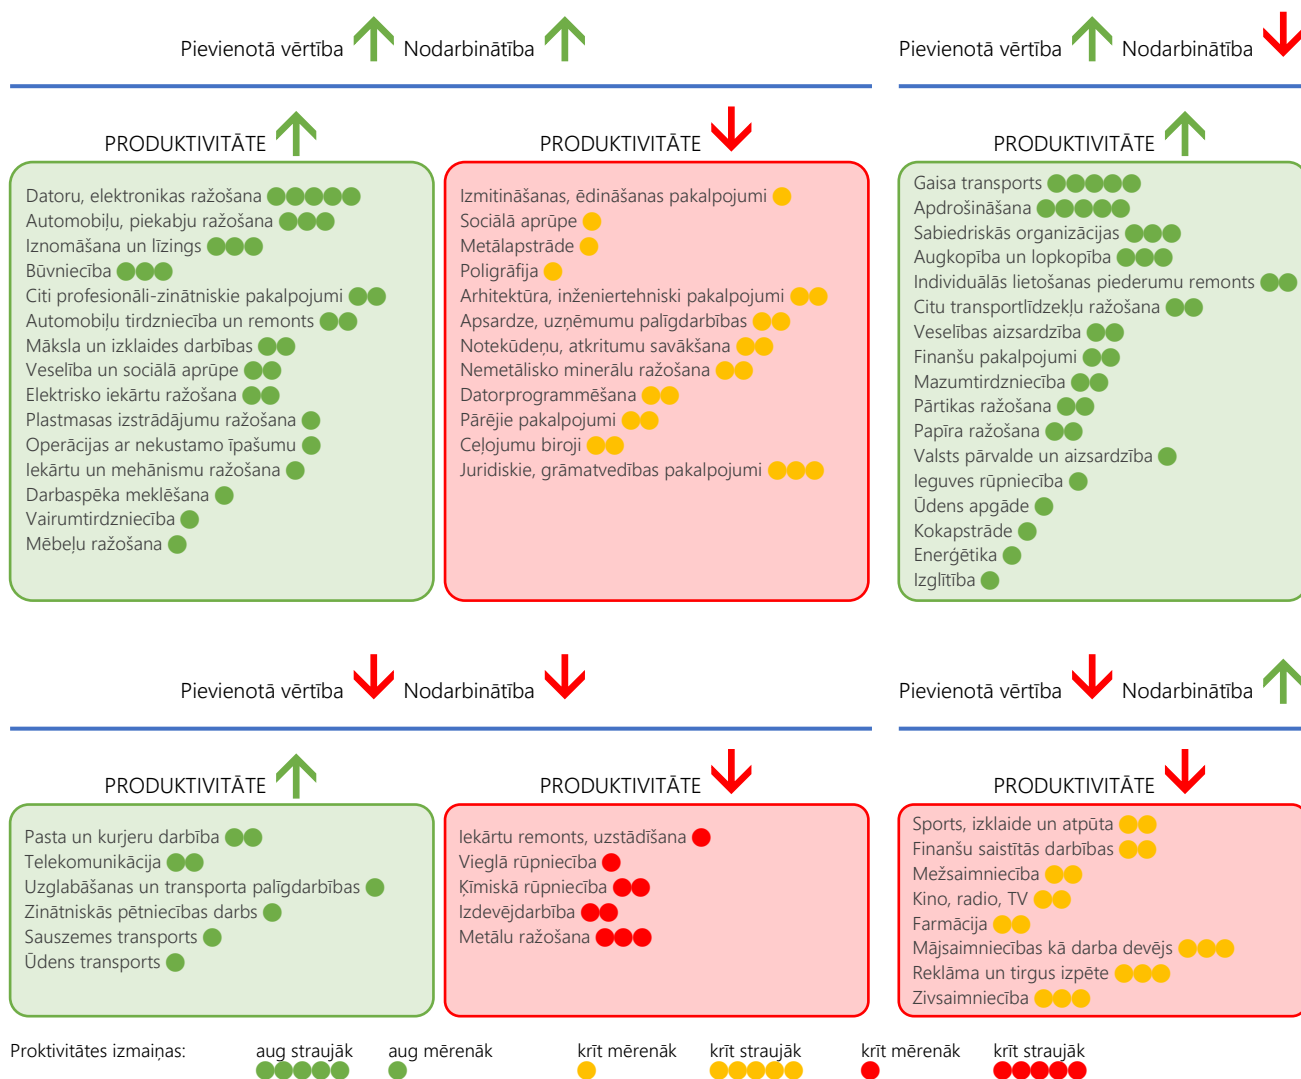 Pievienotā vērtība Nodarbinātība
PRODUKTIVITĀTE
Datoru, elektronikas ražošana
Automobiļu, piekabju ražošana
Iznomāšana un līzings
Būvniecība
Citi profesionāli-zinātniskie pakalpojumi
Automobiļu tirdzniecība un remonts
Māksla un izklaides darbības
Veselība un sociālā aprūpe
Elektrisko iekārtu ražošana
Plastmasas izstrādājumu ražošana
Operācijas ar nekustamo īpašumu
Iekārtu un mehānismu ražošana
Darbaspēka meklēšana
Vairumtirdzniecība
Mēbeļu ražošana
PRODUKTIVITĀTE
Izmitināšanas, ēdināšanas pakalpojumi
Sociālā aprūpe
Metālapstrāde
Poligrāfija
Arhitektūra, inženiertehniski pakalpojumi
Apsardze, uzņēmumu palīgdarbības
Notekūdeņu, atkritumu savākšana
Nemetālisko minerālu ražošana
Datorprogrammēšana
Pārējie pakalpojumi
Ceļojumu biroji
Juridiskie, grāmatvedības pakalpojumi
Pievienotā vērtība Nodarbinātība
PRODUKTIVITĀTE
Gaisa transports
Apdrošināšana
Sabiedriskās organizācijas
Augkopība un lopkopība
Individuālās lietošanas piederumu remonts
Citu transportlīdzekļu ražošana
Veselības aizsardzība
Finanšu pakalpojumi
Mazumtirdzniecība
Pārtikas ražošana
Papīra ražošana
Valsts pārvalde un aizsardzība
Ieguves rūpniecība
Ūdens apgāde
Kokapstrāde
Enerģētika
Izglītība
Pievienotā vērtība Nodarbinātība
PRODUKTIVITĀTE
Pasta un kurjeru darbība
Telekomunikācija
Uzglabāšanas un transporta palīgdarbības
Zinātniskās pētniecības darbs
Sauszemes transports
Ūdens transports
PRODUKTIVITĀTE
Iekārtu remonts, uzstādīšana
Vieglā rūpniecība
Ķīmiskā rūpniecība
Izdevējdarbība
Metālu ražošana
Pievienotā vērtība Nodarbinātība
PRODUKTIVITĀTE
Sports, izklaide un atpūta
Finanšu saistītās darbības
Mežsaimniecība
Kino, radio, TV
Farmācija
Mājsaimniecības kā darba devējs
Reklāma un tirgus izpēte
Zivsaimniecība
Proktivitātes izmaiņas: aug straujāk aug mērenāk krīt mērenāk krīt straujāk krīt mērenāk krīt straujāk